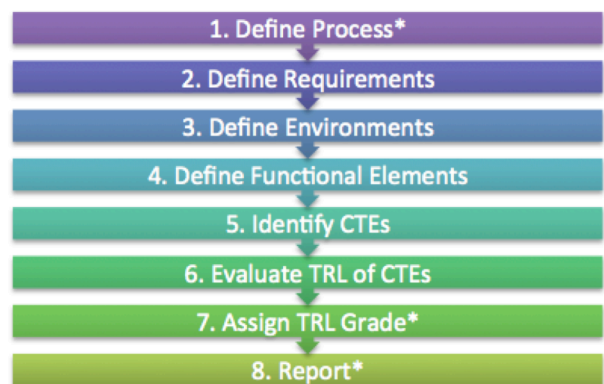 1. Define Process*
2. Define Requirements
3. Define Environments
4. Define Functional Elements
5. Identify CTEs
6. Evaluate TRL of CTEs
7. Assign TRL Grade*
8. Report*